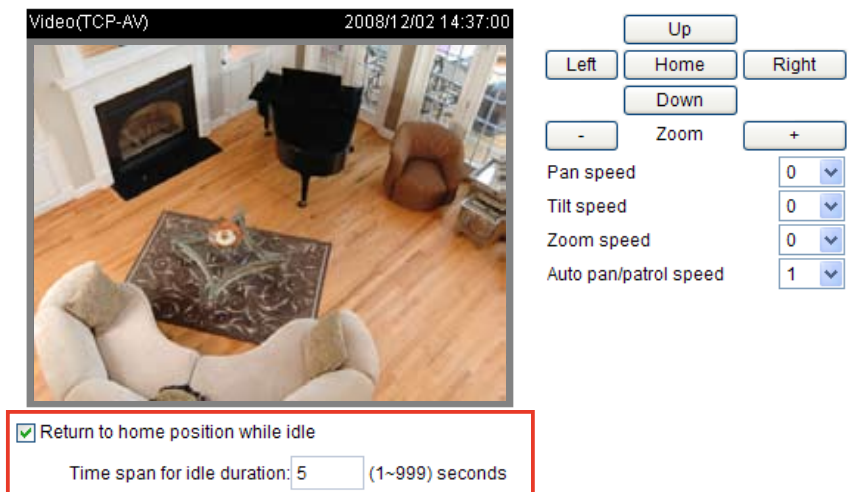 Video(TCP-AV) 2008/12/02 14:37:00
Up
Left Home Right
Down
- Zoom +
Pan speed 0
Tilt speed 0
Zoom speed 0
Auto pan/patrol speed 1
Return to home position while idle
Time span for idle duration: 5 (1~999) seconds